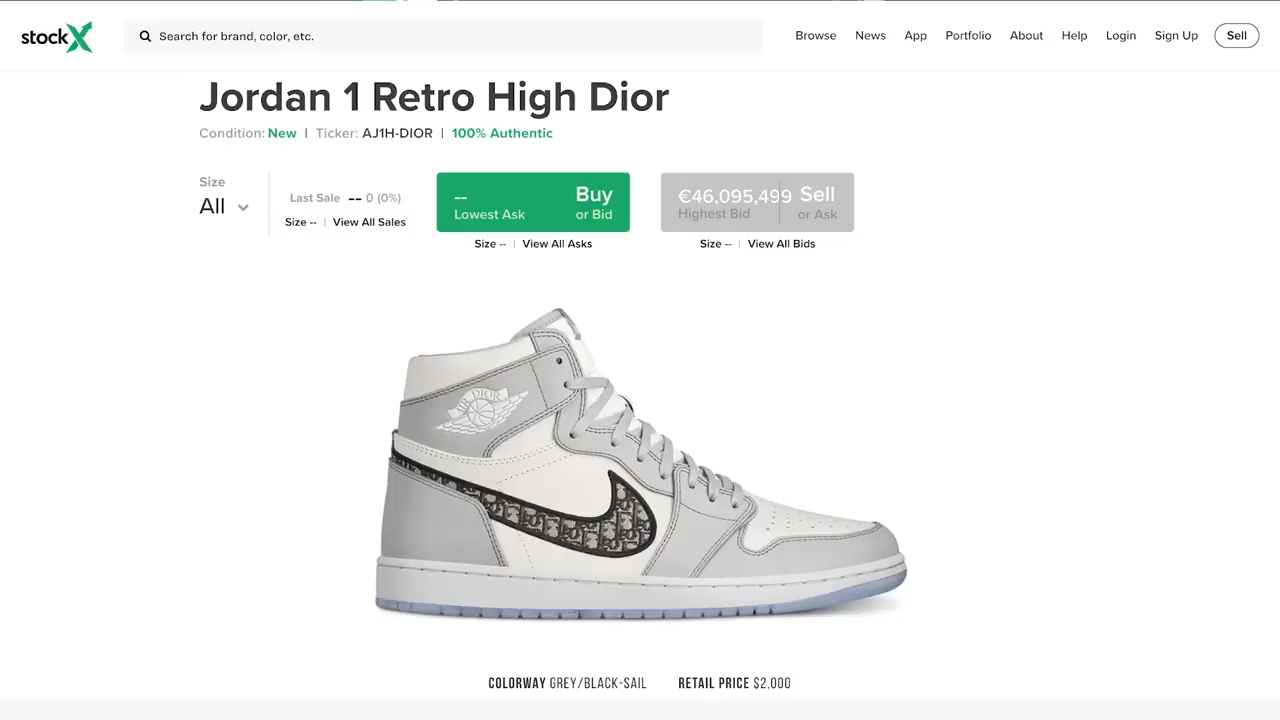 stockX
Search for brand, color, etc.
Browse News App Portfolio About Help Login Sign Up Sell
Jordan 1 Retro High Dior
Condition: New | Ticker: AJ1H-DIOR | 100% Authentic
Size
All
Last Sale -- 0 (0%)
Size -- | View All Sales
-- Buy
Lowest Ask or Bid
Size -- | View All Asks
€46,095,499 Sell
Highest Bid or Ask
Size -- | View All Bids
AIR DIOR
COLORWAY GREY/BLACK-SAIL RETAIL PRICE $2,000